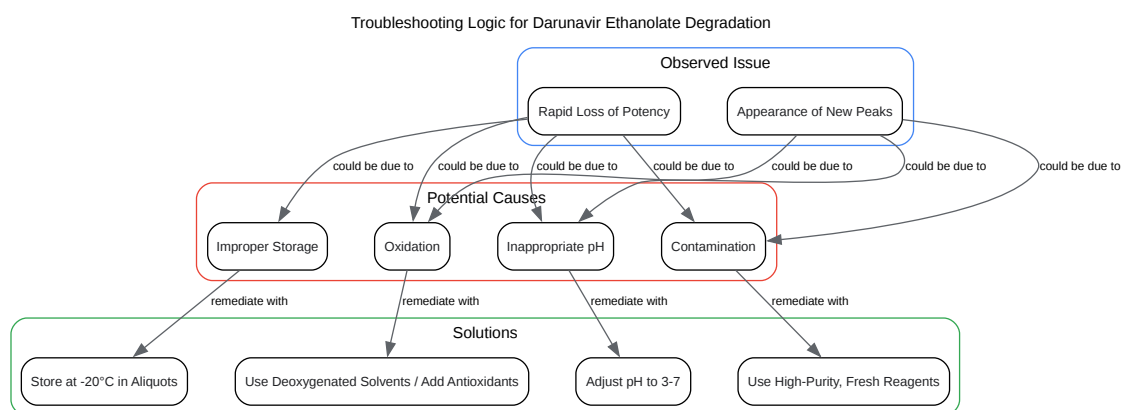 Troubleshooting Logic for Darunavir Ethanolate Degradation
Observed Issue
Rapid Loss of Potency
Appearance of New Peaks
could be due to
could be due to
could be due to
could be due to
could be due to
could be due to
could be due to
Potential Causes
Improper Storage
Oxidation
Inappropriate pH
Contamination
remediate with
remediate with
remediate with
remediate with
Solutions
Store at -20°C in Aliquots
Use Deoxygenated Solvents / Add Antioxidants
Adjust pH to 3-7
Use High-Purity, Fresh Reagents